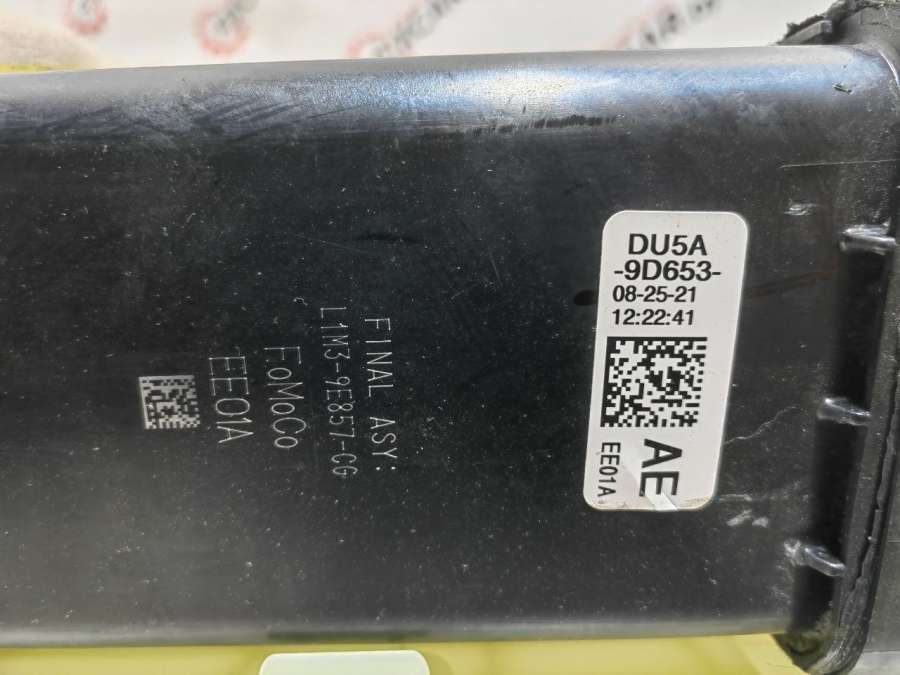 DU5A
-9D653-
08-25-21
12:22:41
AE
EE01A
FINAL ASY:
L1M3-9E857-CG
FoMoCo
EE01A